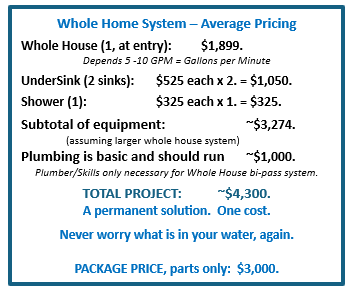 Whole Home System – Average Pricing
Whole House (1, at entry): $1,899.
Depends 5 -10 GPM = Gallons per Minute
UnderSink (2 sinks): $525 each x 2. = $1,050.
Shower (1): $325 each x 1. = $325.
Subtotal of equipment: ~$3,274.
(assuming larger whole house system)
Plumbing is basic and should run ~$1,000.
Plumber/Skills only necessary for Whole House bi-pass system.
TOTAL PROJECT: ~$4,300.
A permanent solution. One cost.
Never worry what is in your water, again.
PACKAGE PRICE, parts only: $3,000.